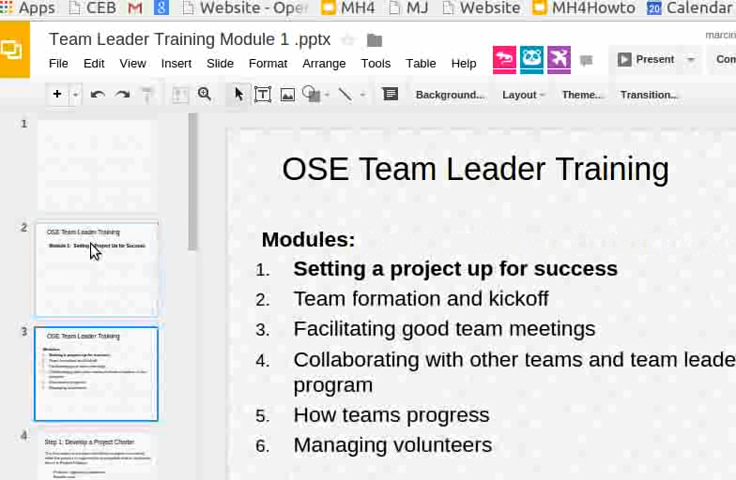 Apps CEB M 8 Website - Oper MH4 MJ Website MH4Howto 20 Calendar
Team Leader Training Module 1 .pptx
marcin
File Edit View Insert Slide Format Arrange Tools Table Help
Present
Com
Background... Layout Theme... Transition...
1
2
OSE Team Leader Training
3
OSE Team Leader Training
4
Step 1: Develop a Project Charter
OSE Team Leader Training
Modules:
1. Setting a project up for success
2. Team formation and kickoff
3. Facilitating good team meetings
4. Collaborating with other teams and team leade
program
5. How teams progress
6. Managing volunteers